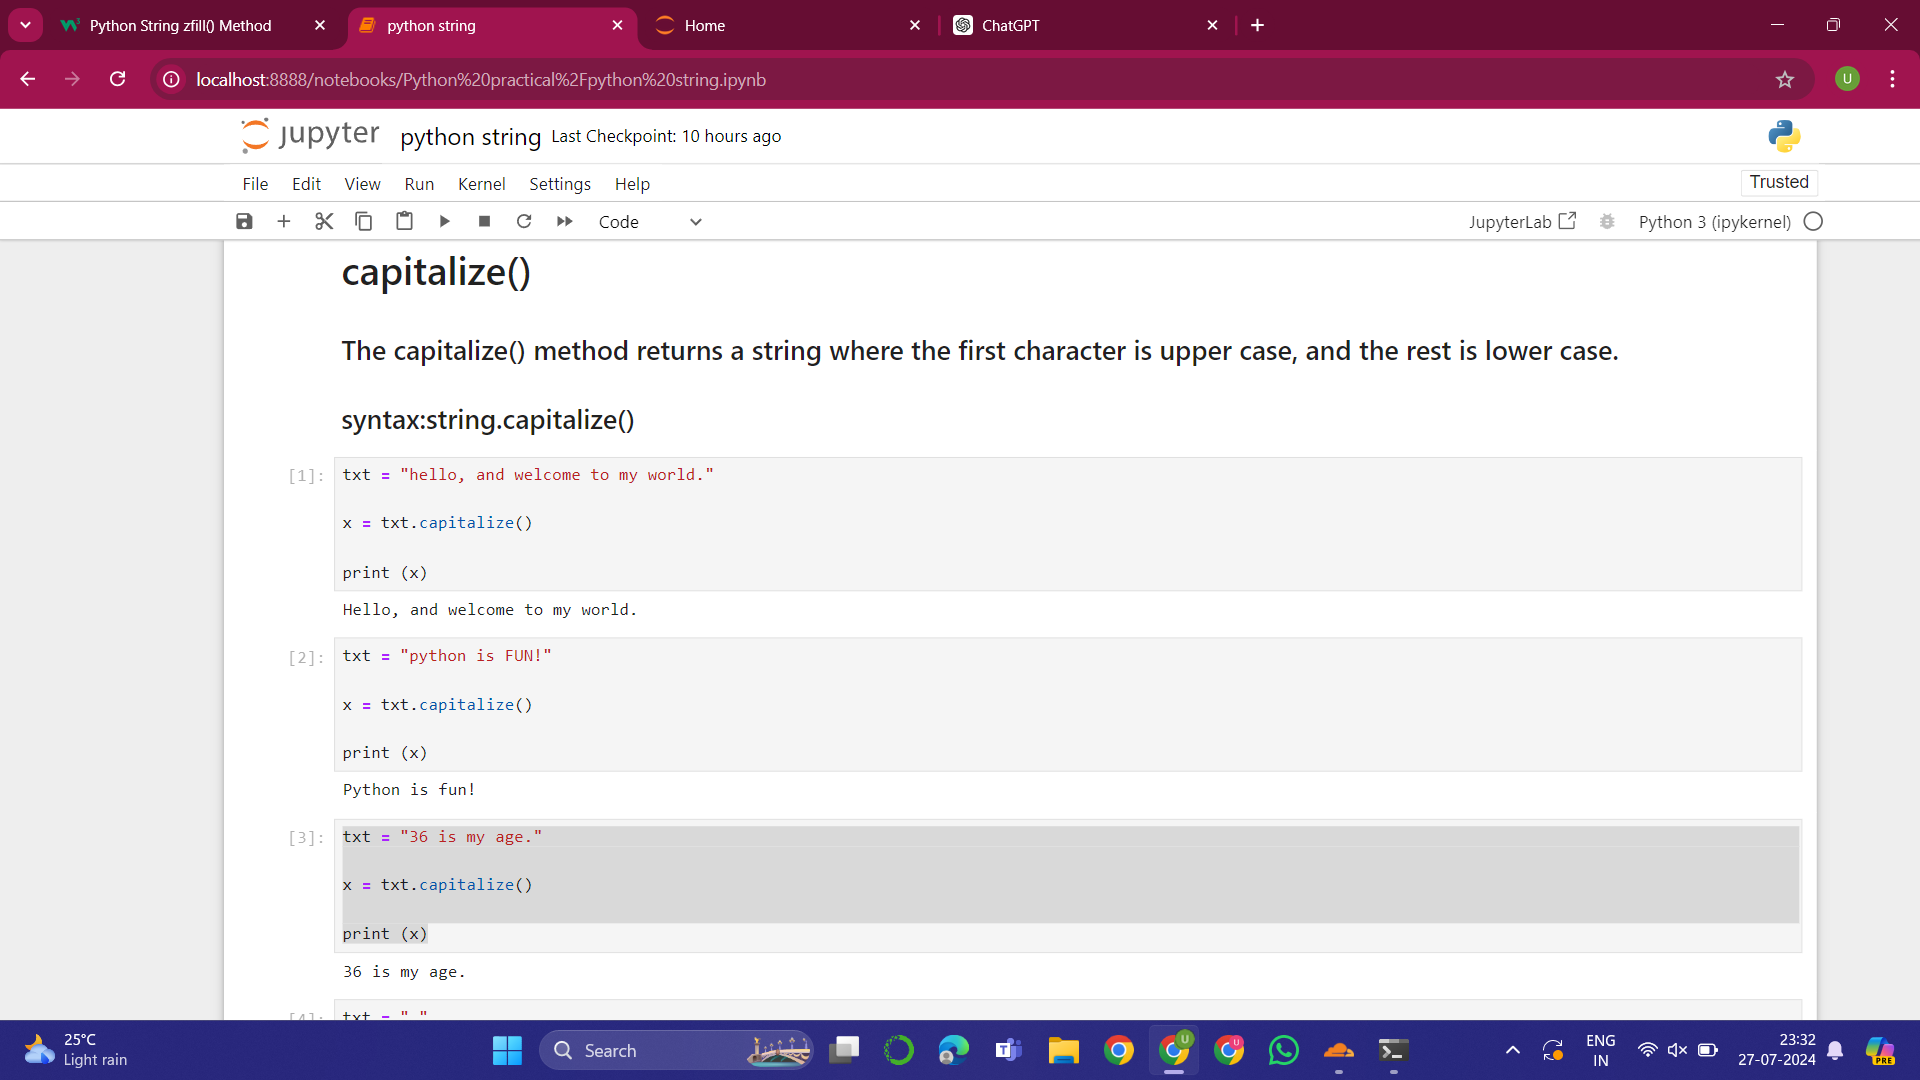 Python String zfill() Method
python string
Home
ChatGPT
localhost:8888/notebooks/Python%20practical%2Fpython%20string.ipynb
U
jupyter
python string Last Checkpoint: 10 hours ago
File Edit View Run Kernel Settings Help
Trusted
Code
JupyterLab
Python 3 (ipykernel)
capitalize()
The capitalize() method returns a string where the first character is upper case, and the rest is lower case.
syntax:string.capitalize()
[1]: txt = "hello, and welcome to my world."
x = txt.capitalize()
print (x)
Hello, and welcome to my world.
[2]: txt = "python is FUN!"
x = txt.capitalize()
print (x)
Python is fun!
[3]: txt = "36 is my age."
x = txt.capitalize()
print (x)
36 is my age.
[4]: txt = " "
25°C
Light rain
Search
U
U
ENG
IN
23:32
27-07-2024
PRE